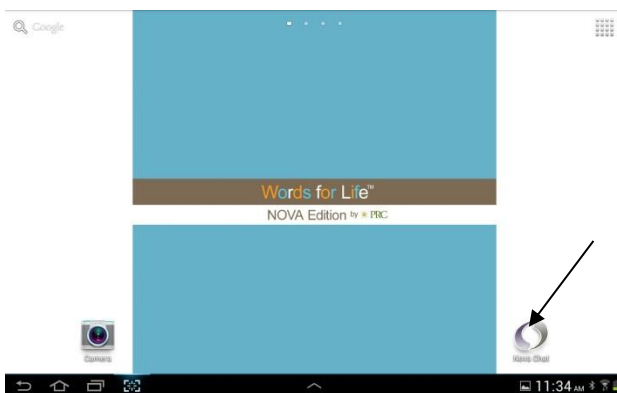 Google
Words for Life™
NOVA Edition by PRC
Camera
Nova Chat
11:34 AM